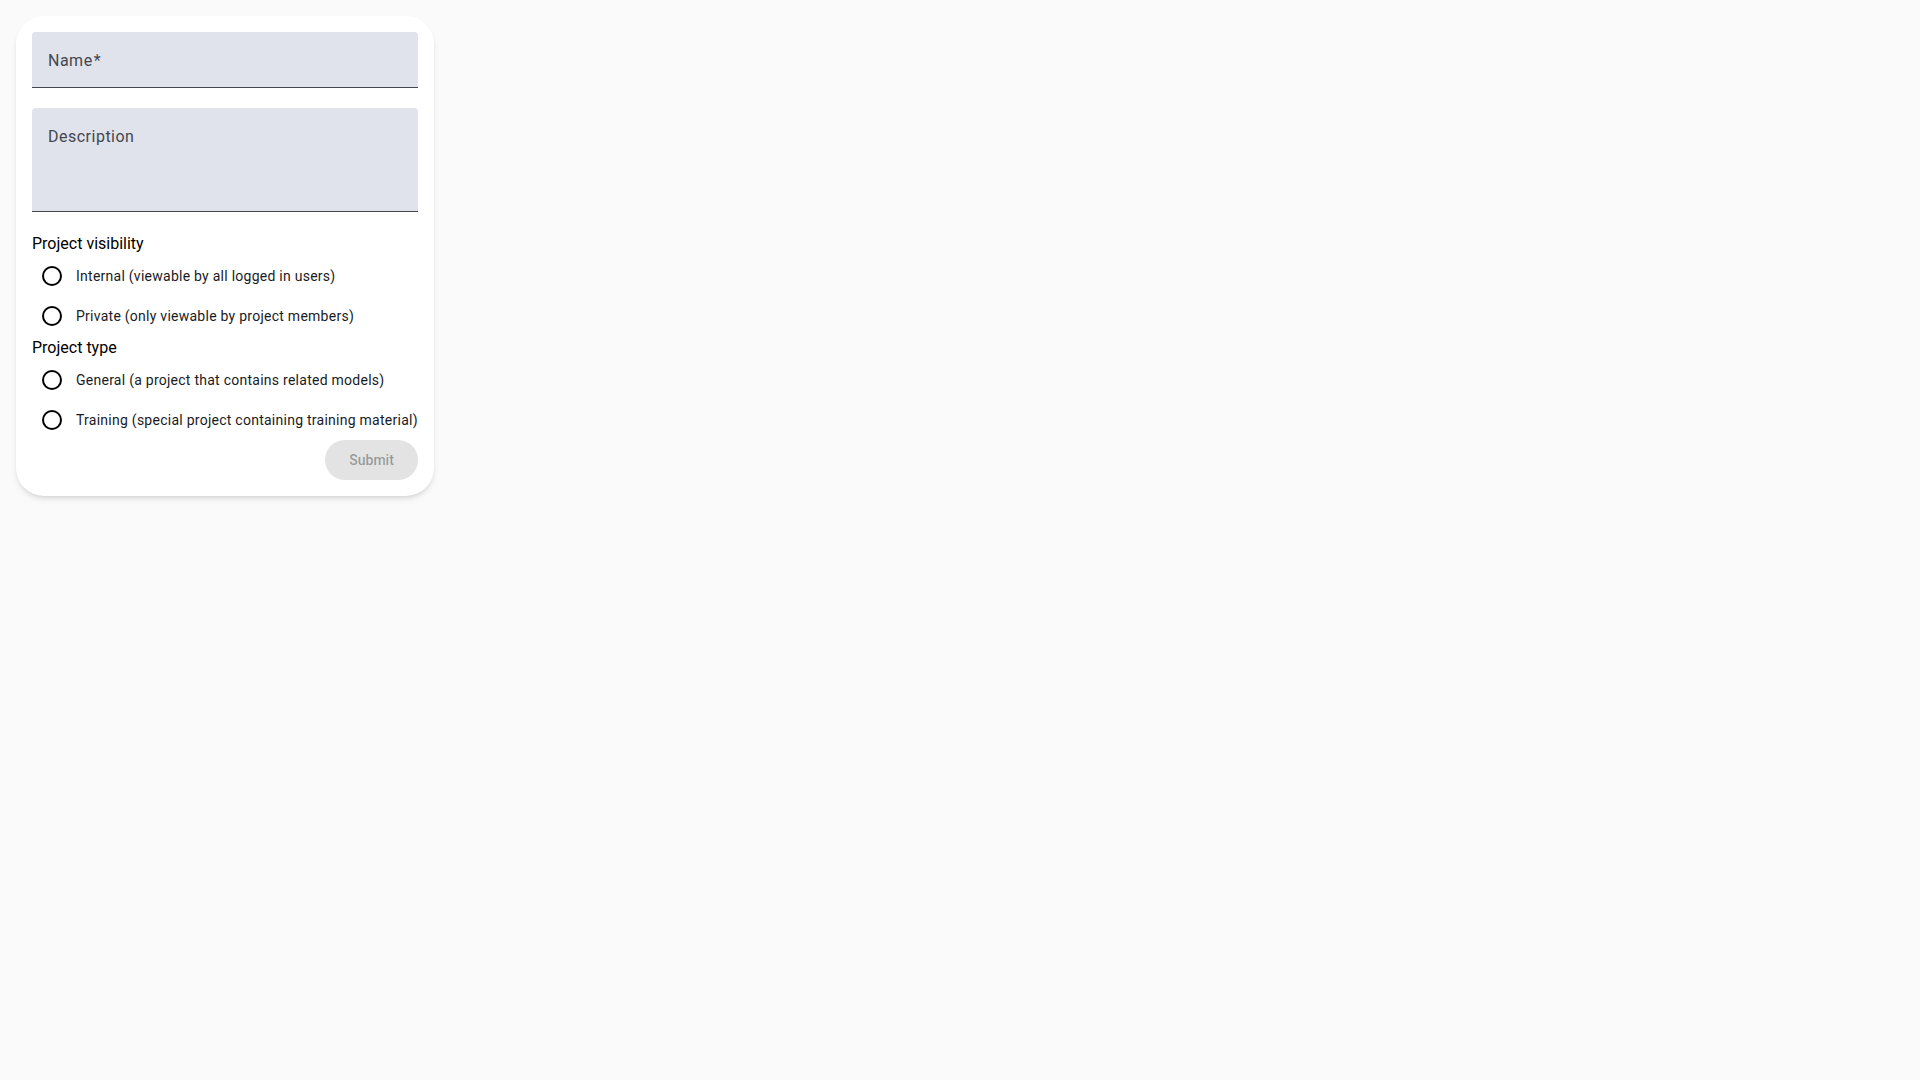 Name*
Description
Project visibility
Internal (viewable by all logged in users)
Private (only viewable by project members)
Project type
General (a project that contains related models)
Training (special project containing training material)
Submit